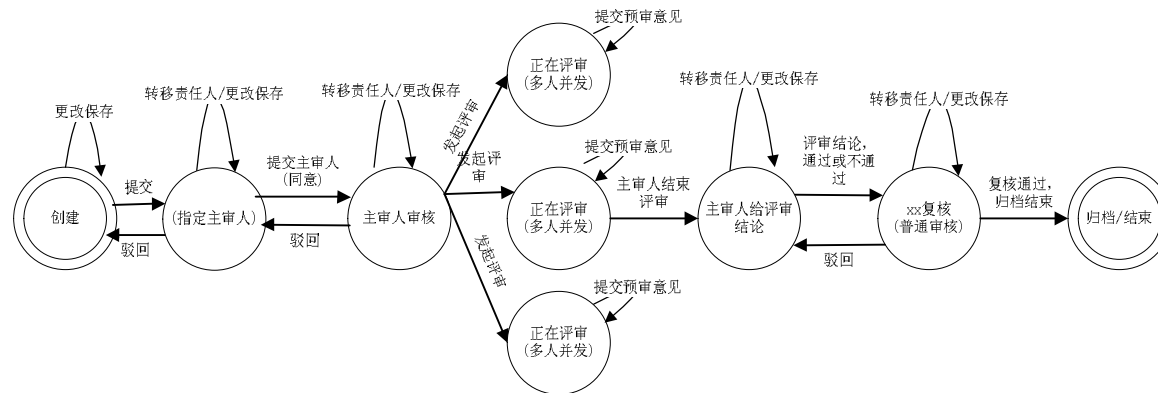 更改保存
创建
提交
驳回
转移责任人/更改保存
(指定主审人)
提交主审人
(同意)
驳回
转移责任人/更改保存
主审人审核
发起评审
发起评
审
发起评审
提交预审意见
正在评审
(多人并发)
提交预审意见
正在评审
(多人并发)
提交预审意见
正在评审
(多人并发)
主审人结束
评审
转移责任人/更改保存
主审人给评审
结论
评审结论，
通过或不通
过
驳回
转移责任人/更改保存
xx复核
(普通审核)
复核通过，
归档结束
归档/结束